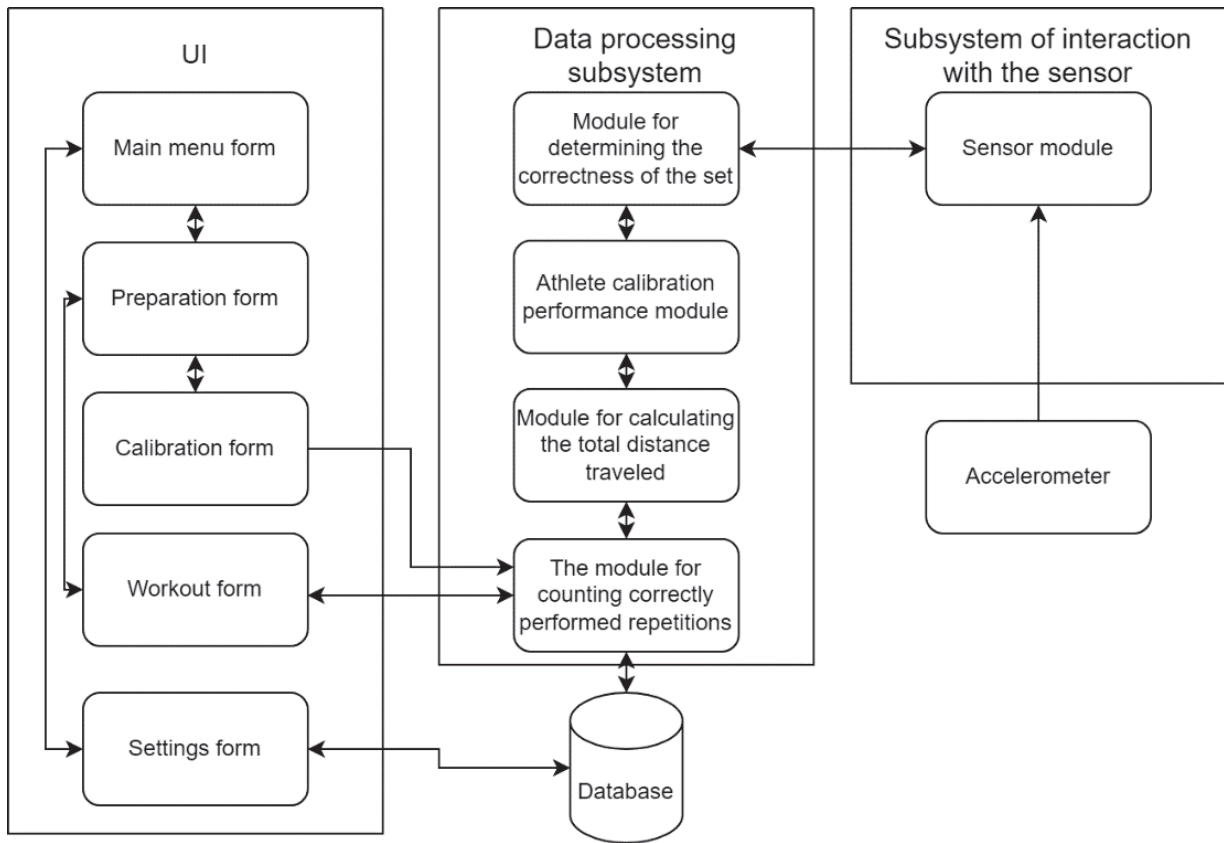 UI
Main menu form
Preparation form
Calibration form
Workout form
Settings form
Data processing
subsystem
Module for
determining the
correctness of the set
Athlete calibration
performance module
Module for calculating
the total distance
traveled
The module for
counting correctly
performed repetitions
Database
Subsystem of interaction
with the sensor
Sensor module
Accelerometer